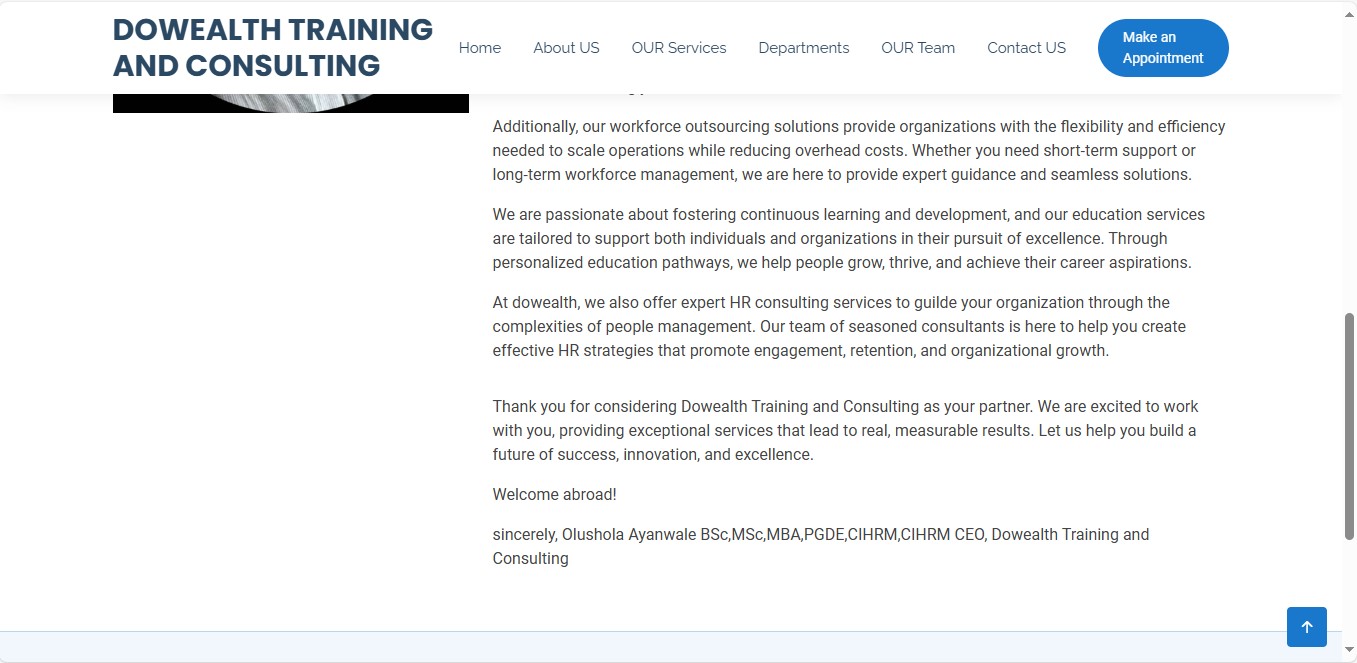 DOWEALTH TRAINING
AND CONSULTING
Home
About US
OUR Services
Departments
OUR Team
Contact US
Make an
Appointment
Additionally, our workforce outsourcing solutions provide organizations with the flexibility and efficiency
needed to scale operations while reducing overhead costs. Whether you need short-term support or
long-term workforce management, we are here to provide expert guidance and seamless solutions.
We are passionate about fostering continuous learning and development, and our education services
are tailored to support both individuals and organizations in their pursuit of excellence. Through
personalized education pathways, we help people grow, thrive, and achieve their career aspirations.
At dowealth, we also offer expert HR consulting services to guilde your organization through the
complexities of people management. Our team of seasoned consultants is here to help you create
effective HR strategies that promote engagement, retention, and organizational growth.
Thank you for considering Dowealth Training and Consulting as your partner. We are excited to work
with you, providing exceptional services that lead to real, measurable results. Let us help you build a
future of success, innovation, and excellence.
Welcome abroad!
sincerely, Olushola Ayanwale BSc,MSc,MBA,PGDE,CIHRM,CIHRM CEO, Dowealth Training and
Consulting